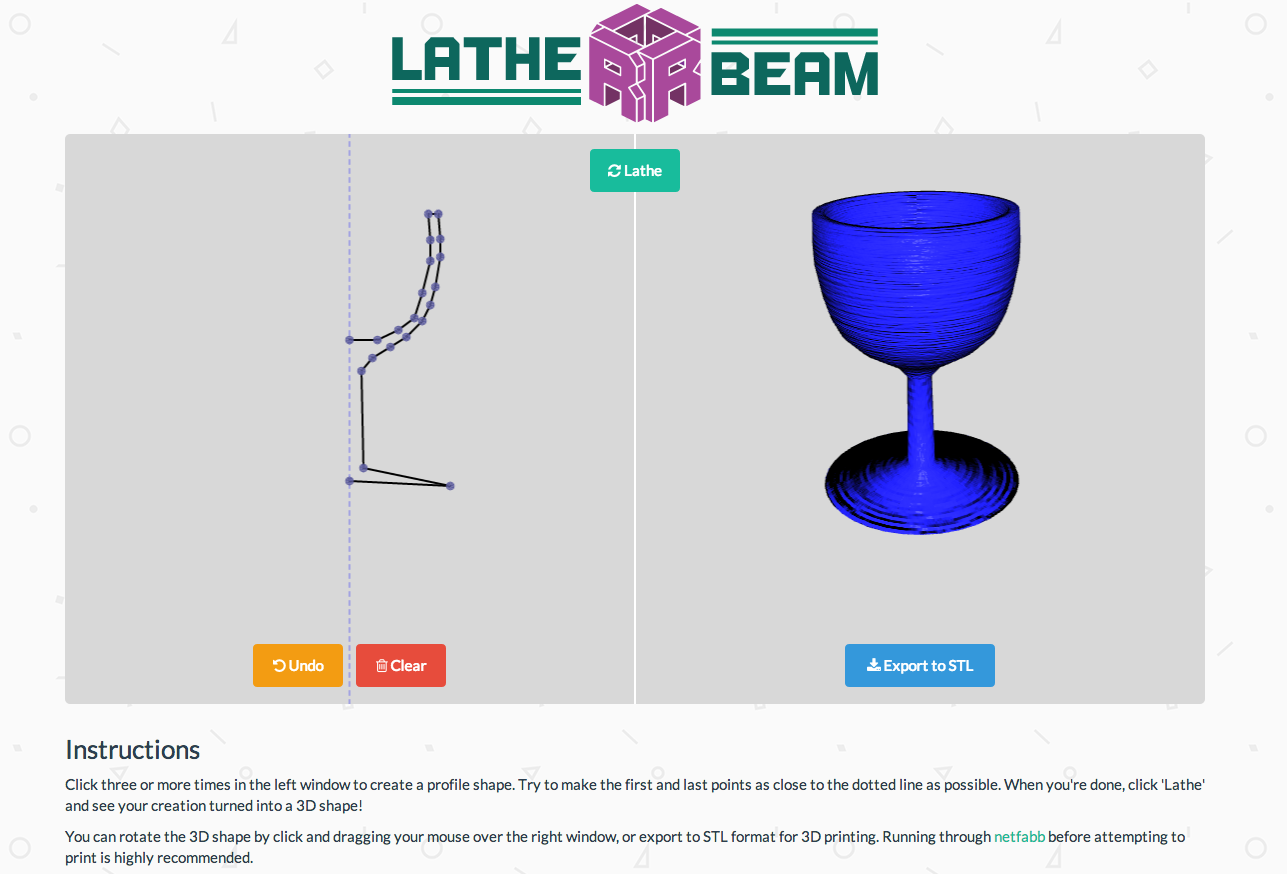 LATHE RR BEAM
Lathe
Undo
Clear
Export to STL
Instructions
Click three or more times in the left window to create a profile shape. Try to make the first and last points as close to the dotted line as possible. When you're done, click 'Lathe'
and see your creation turned into a 3D shape!
You can rotate the 3D shape by click and dragging your mouse over the right window, or export to STL format for 3D printing. Running through netfabb before attempting to
print is highly recommended.